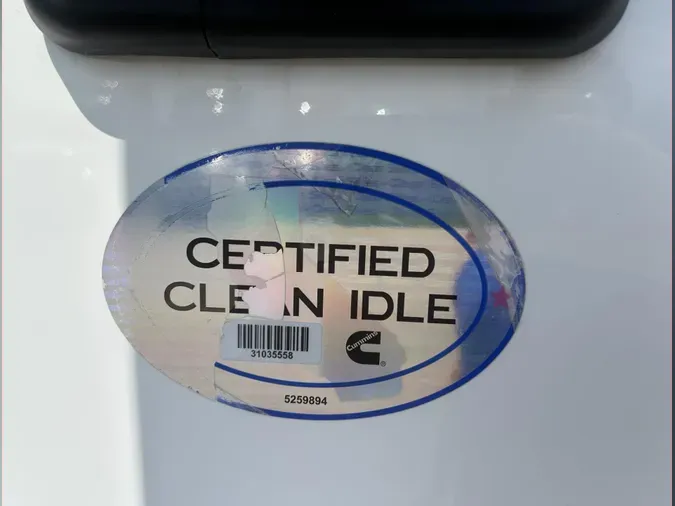 CERTIFIED
CLEAN IDLE
31035558
Cummins
®
5259894